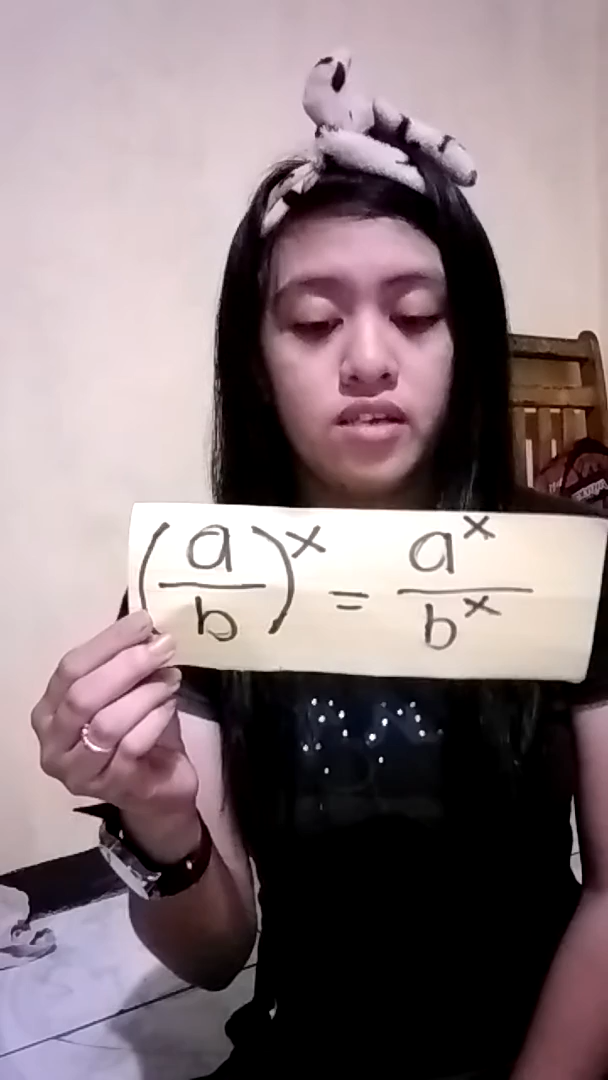 (a/b)^x = a^x/b^x